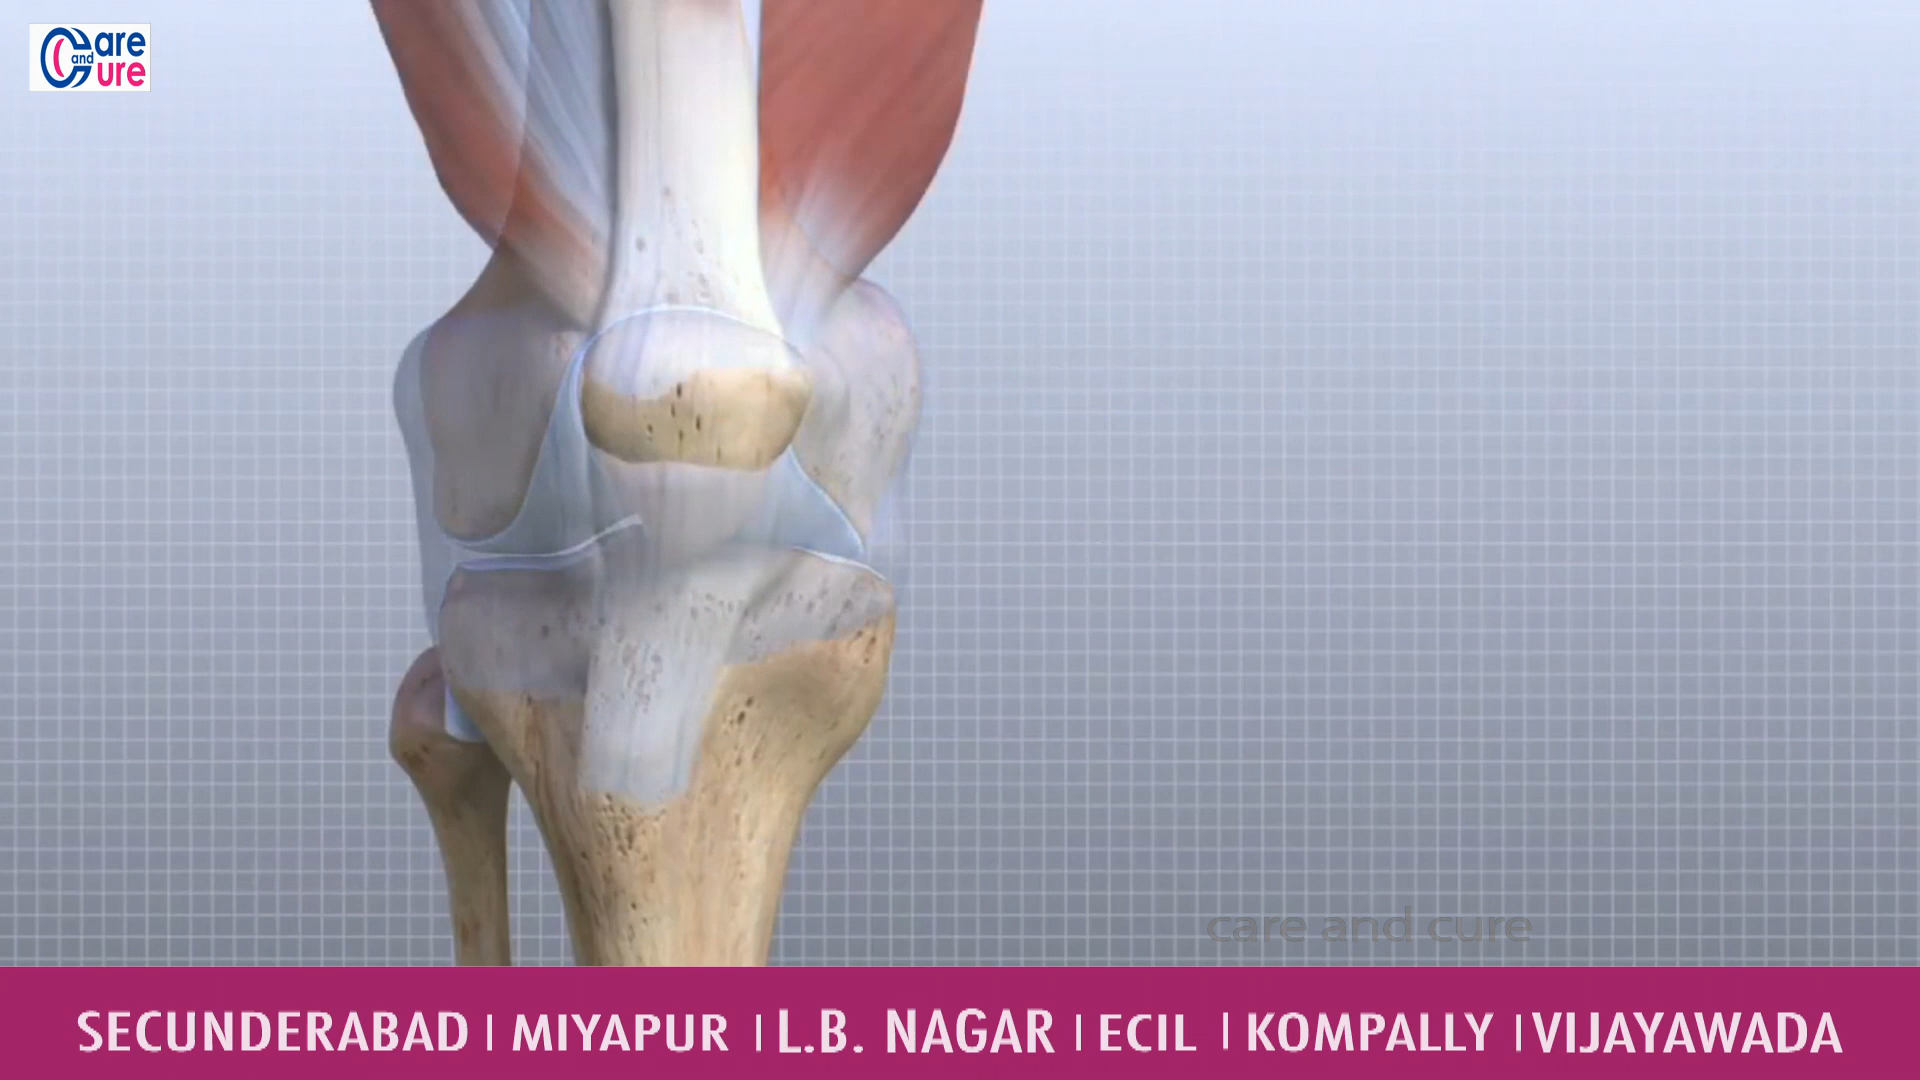 Care
and
Cure
care and cure
SECUNDERABAD | MIYAPUR | L.B. NAGAR | ECIL | KOMPALLY | VIJAYAWADA